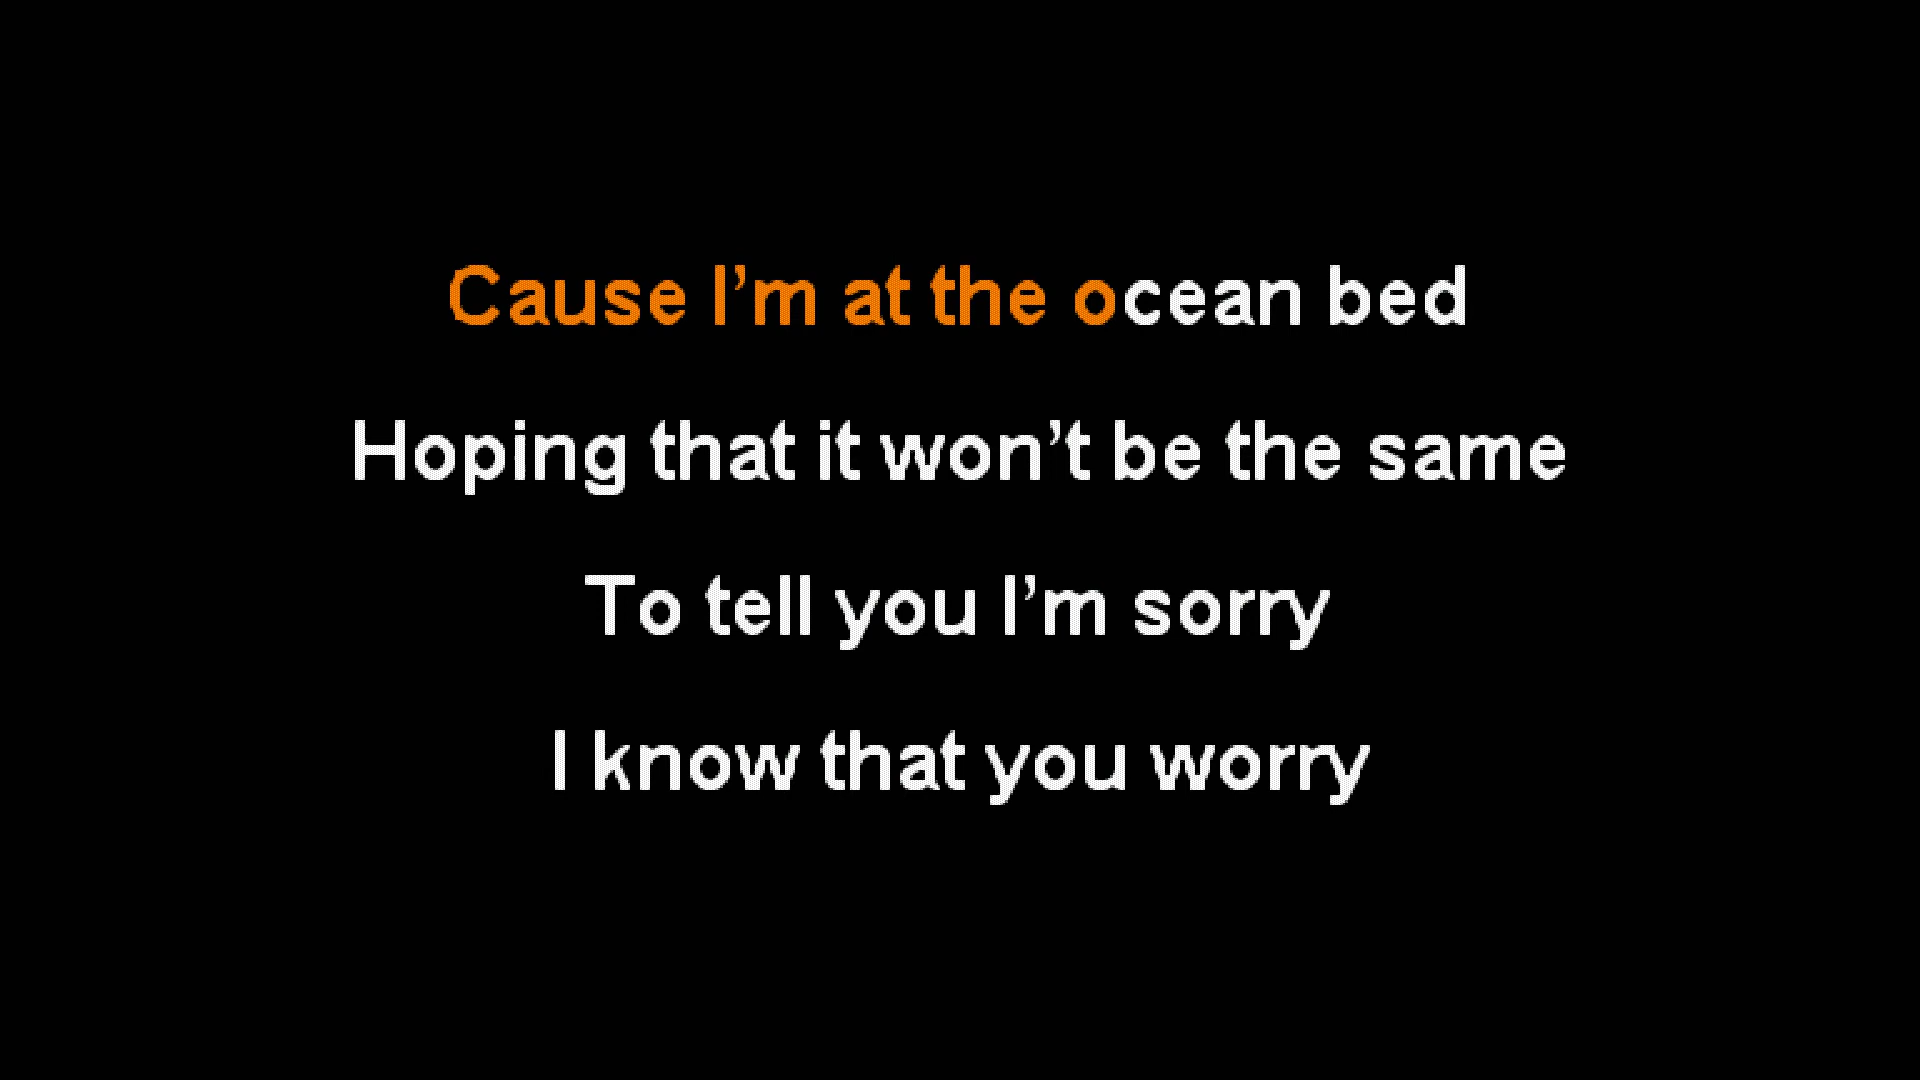 Cause I’m at the ocean bed
Hoping that it won’t be the same
To tell you I’m sorry
I know that you worry